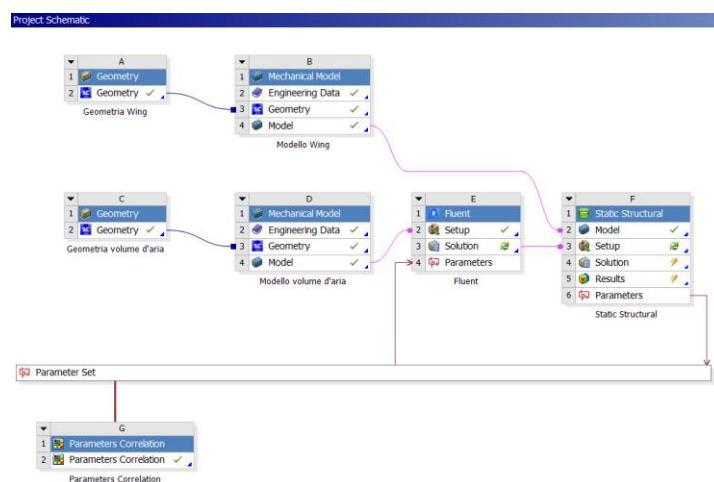 Project Schematic
A
1 Geometry
2 Geometry
Geometria Wing
B
1 Mechanical Model
2 Engineering Data
3 Geometry
4 Model
Modello Wing
C
1 Geometry
2 Geometry
Geometria volume d'aria
D
1 Mechanical Model
2 Engineering Data
3 Geometry
4 Model
Modello volume d'aria
E
1 Fluent
2 Setup
3 Solution
4 Parameters
Fluent
F
1 Static Structural
2 Model
3 Setup
4 Solution
5 Results
6 Parameters
Static Structural
Parameter Set
G
1 Parameters Correlation
2 Parameters Correlation
Parameters Correlation